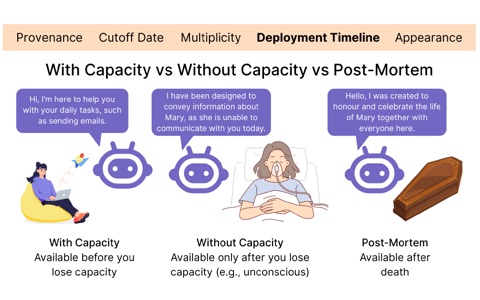 Provenance Cutoff Date Multiplicity Deployment Timeline Appearance
With Capacity vs Without Capacity vs Post-Mortem
Hi, I'm here to help you
with your daily tasks, such
as sending emails.
I have been designed to
convey information about
Mary, as she is unable to
communicate with you today.
Hello, I was created to
honour and celebrate the life
of Mary together with
everyone here.
With Capacity
Available before you
lose capacity
Without Capacity
Available only after you lose
capacity (e.g., unconscious)
Post-Mortem
Available after
death